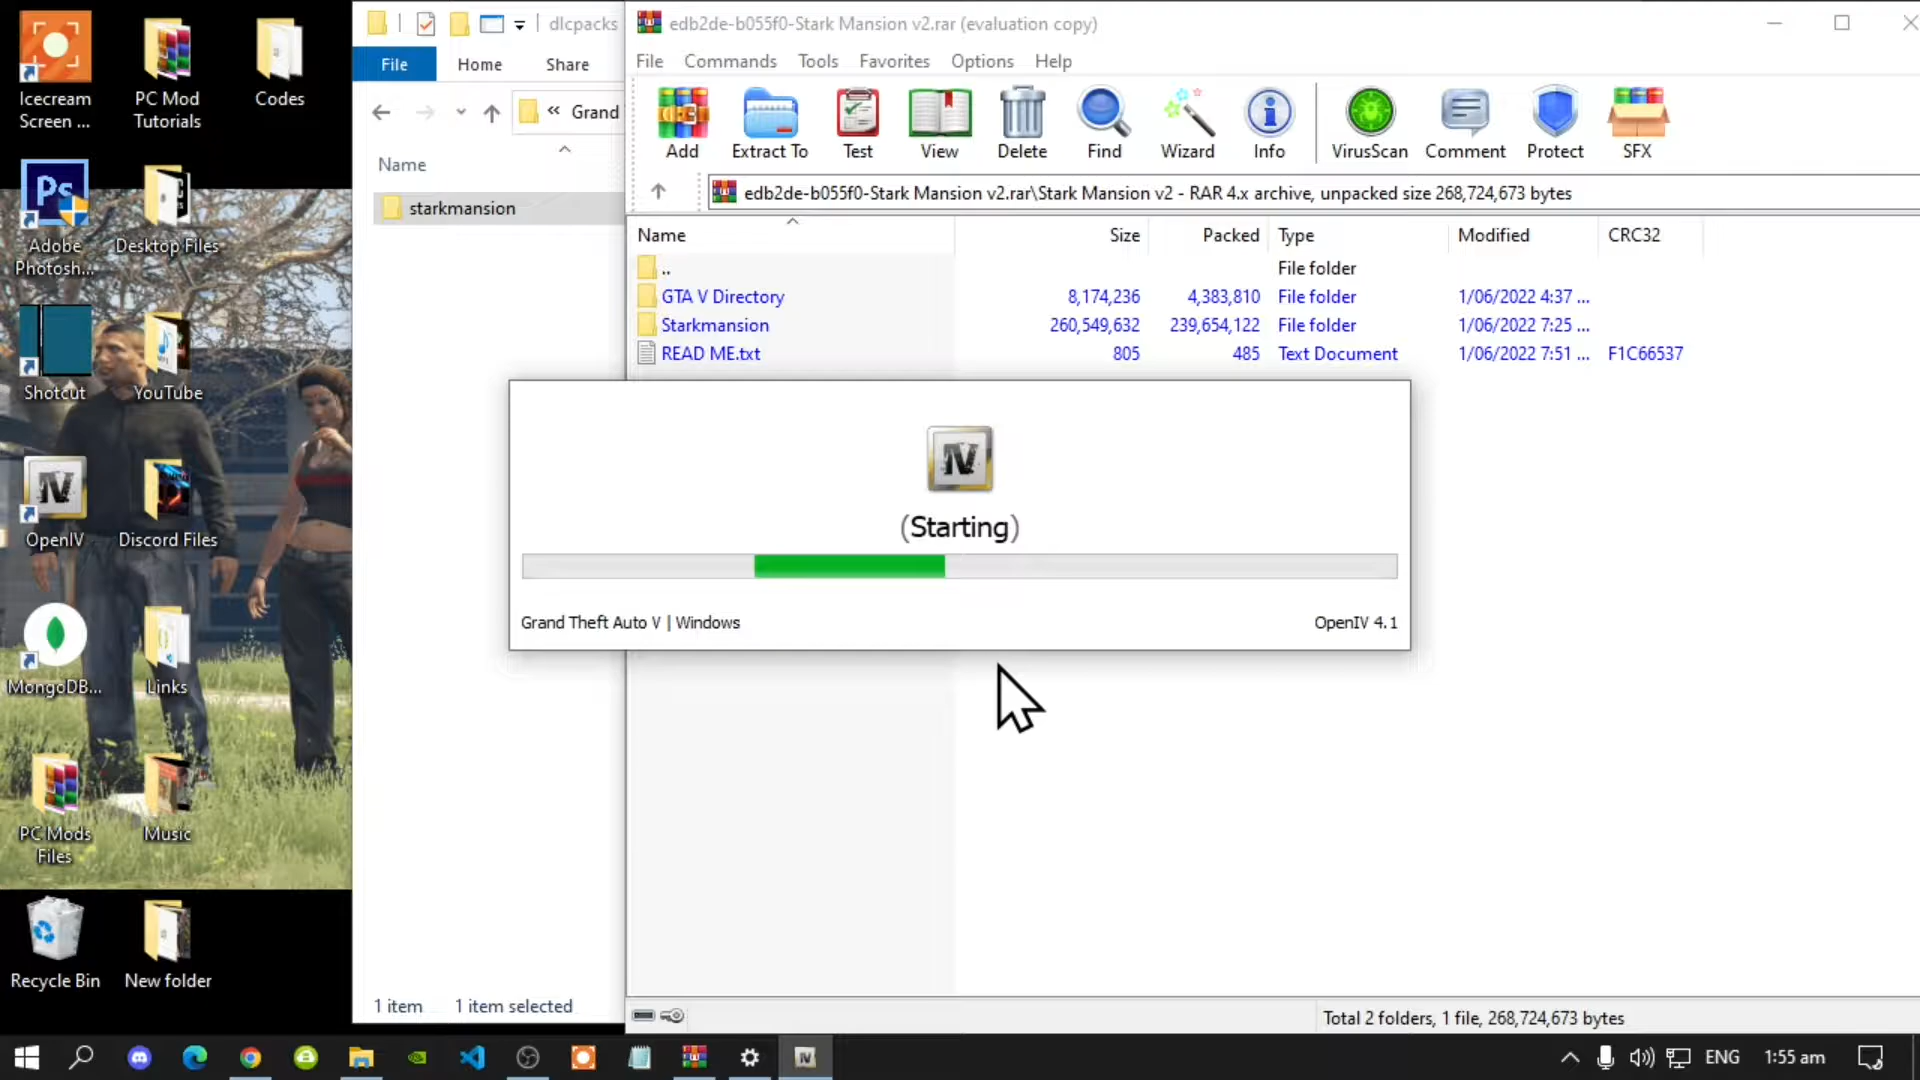 Icecream
Screen ...
PC Mod
Tutorials
Codes
Adobe
Photosh...
Desktop Files
Shotcut
YouTube
OpenIV
Discord Files
MongoDB...
Links
PC Mods
Files
Music
Recycle Bin
New folder
dlcpacks
File Home Share
« Grand
Name
starkmansion
1 item 1 item selected
edb2de-b055f0-Stark Mansion v2.rar (evaluation copy)
File Commands Tools Favorites Options Help
Add Extract To Test View Delete Find Wizard Info VirusScan Comment Protect SFX
edb2de-b055f0-Stark Mansion v2.rar\Stark Mansion v2 - RAR 4.x archive, unpacked size 268,724,673 bytes
Name Size Packed Type Modified CRC32
.. File folder
GTA V Directory 8,174,236 4,383,810 File folder 1/06/2022 4:37 ...
Starkmansion 260,549,632 239,654,122 File folder 1/06/2022 7:25 ...
READ ME.txt 805 485 Text Document 1/06/2022 7:51 ... F1C66537
IV
(Starting)
Grand Theft Auto V | Windows OpenIV 4.1
Total 2 folders, 1 file, 268,724,673 bytes
ENG 1:55 am